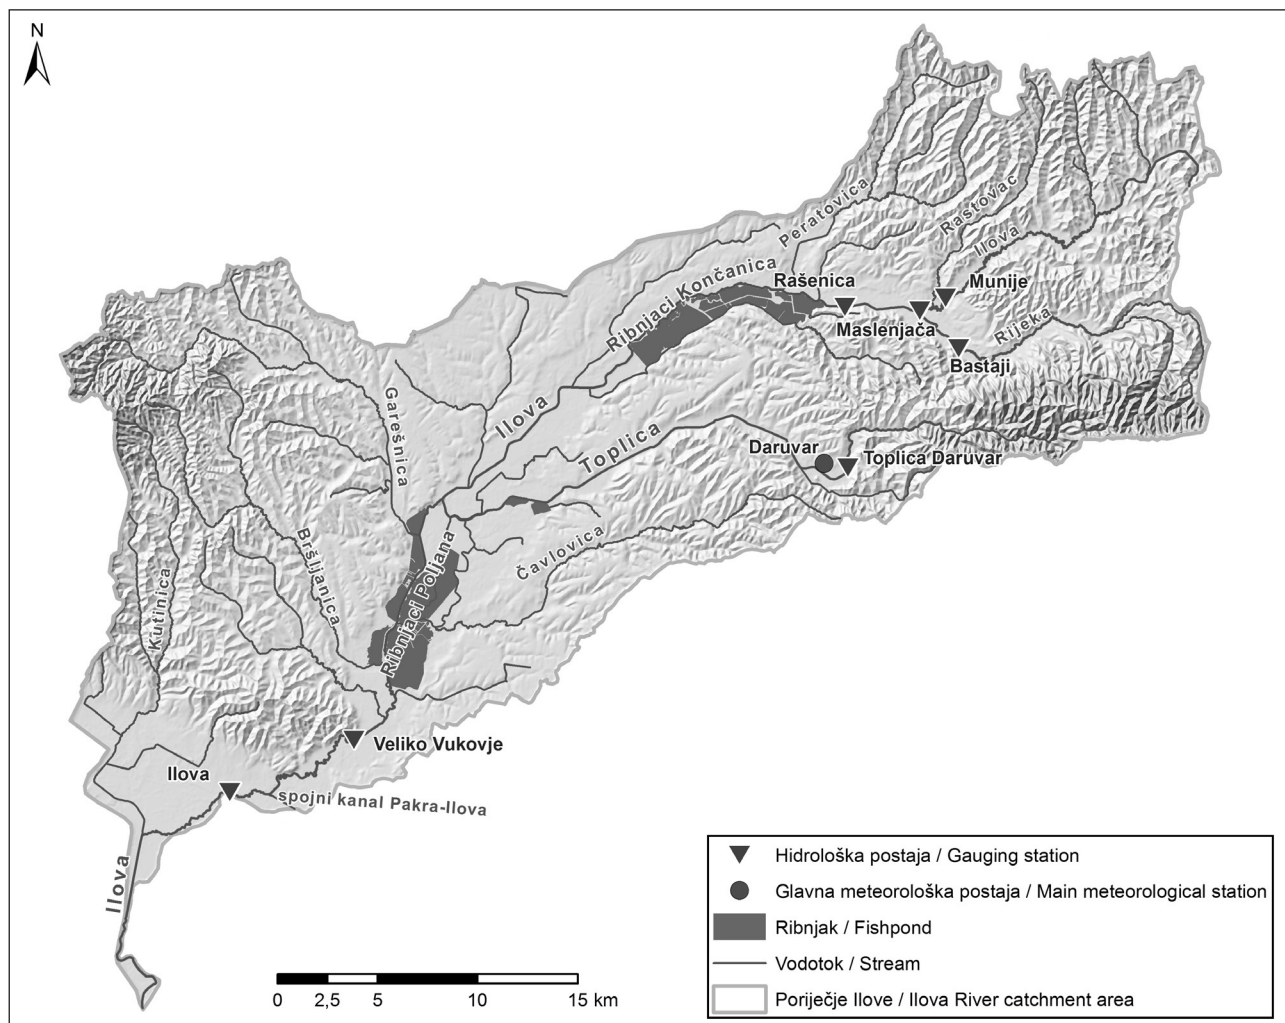 N
Peratovica
Rastovac
Ilova
Munije
Ribnjaci Končanica
Rašenica
Maslenjača
Rijeka
Bastaji
Garešnica
Ilova
Toplica
Daruvar
Toplica Daruvar
Bršljanica
Ribnjaci Poljana
Čavlovica
Kutinica
Veliko Vukovje
Ilova
spojni kanal Pakra-Ilova
Ilova
0 2,5 5 10 15 km
Hidrološka postaja / Gauging station
Glavna meteorološka postaja / Main meteorological station
Ribnjak / Fishpond
Vodotok / Stream
Poriječje Ilove / Ilova River catchment area